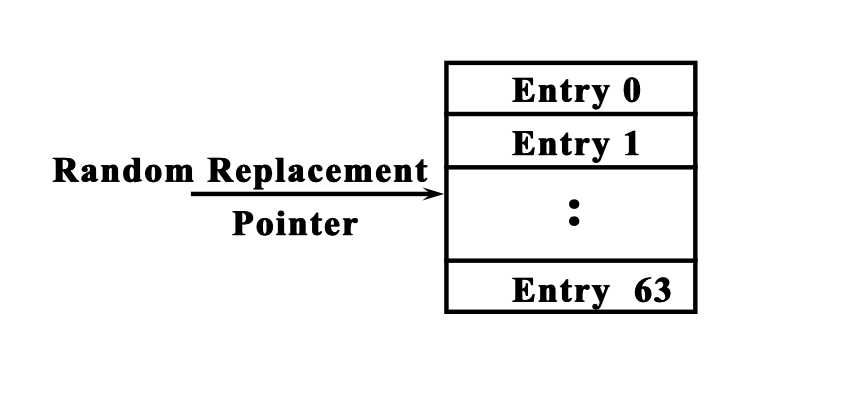 Entry 0
Entry 1
Random Replacement
Pointer
:
Entry 63